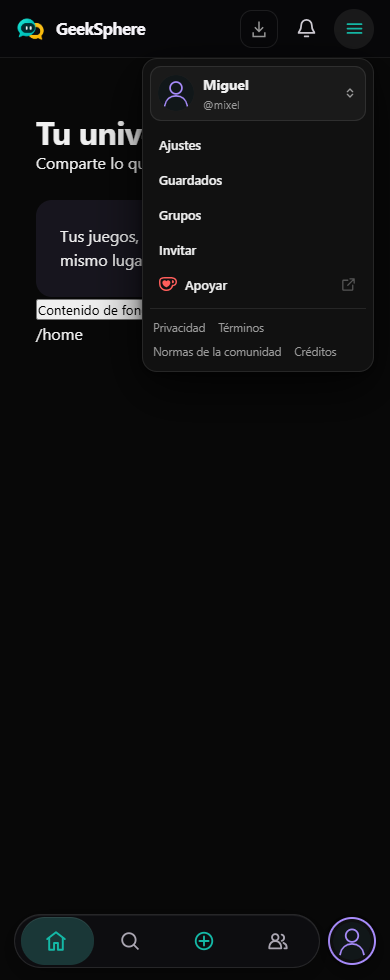 GeekSphere
Miguel
@mixel
Tu univ
Comparte lo qu
Ajustes
Guardados
Grupos
Tus juegos,
mismo luga
Invitar
Apoyar
Contenido de fon
/home
Privacidad Términos
Normas de la comunidad Créditos